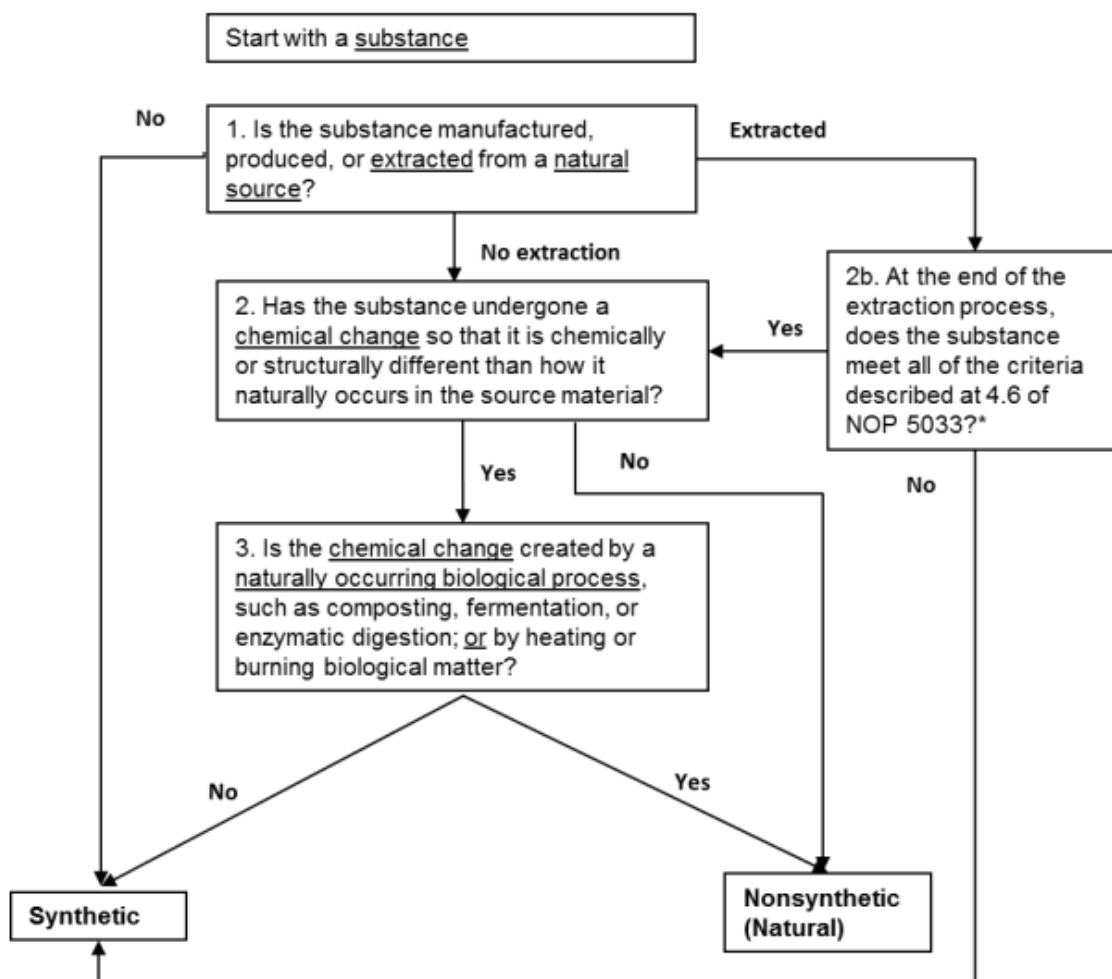 Start with a substance
No
1. Is the substance manufactured,
produced, or extracted from a natural
source?
Extracted
No extraction
2. Has the substance undergone a
chemical change so that it is chemically
or structurally different than how it
naturally occurs in the source material?
Yes
2b. At the end of the
extraction process,
does the substance
meet all of the criteria
described at 4.6 of
NOP 5033?*
Yes
No
No
3. Is the chemical change created by a
naturally occurring biological process,
such as composting, fermentation, or
enzymatic digestion; or by heating or
burning biological matter?
No
Yes
Synthetic
Nonsynthetic
(Natural)